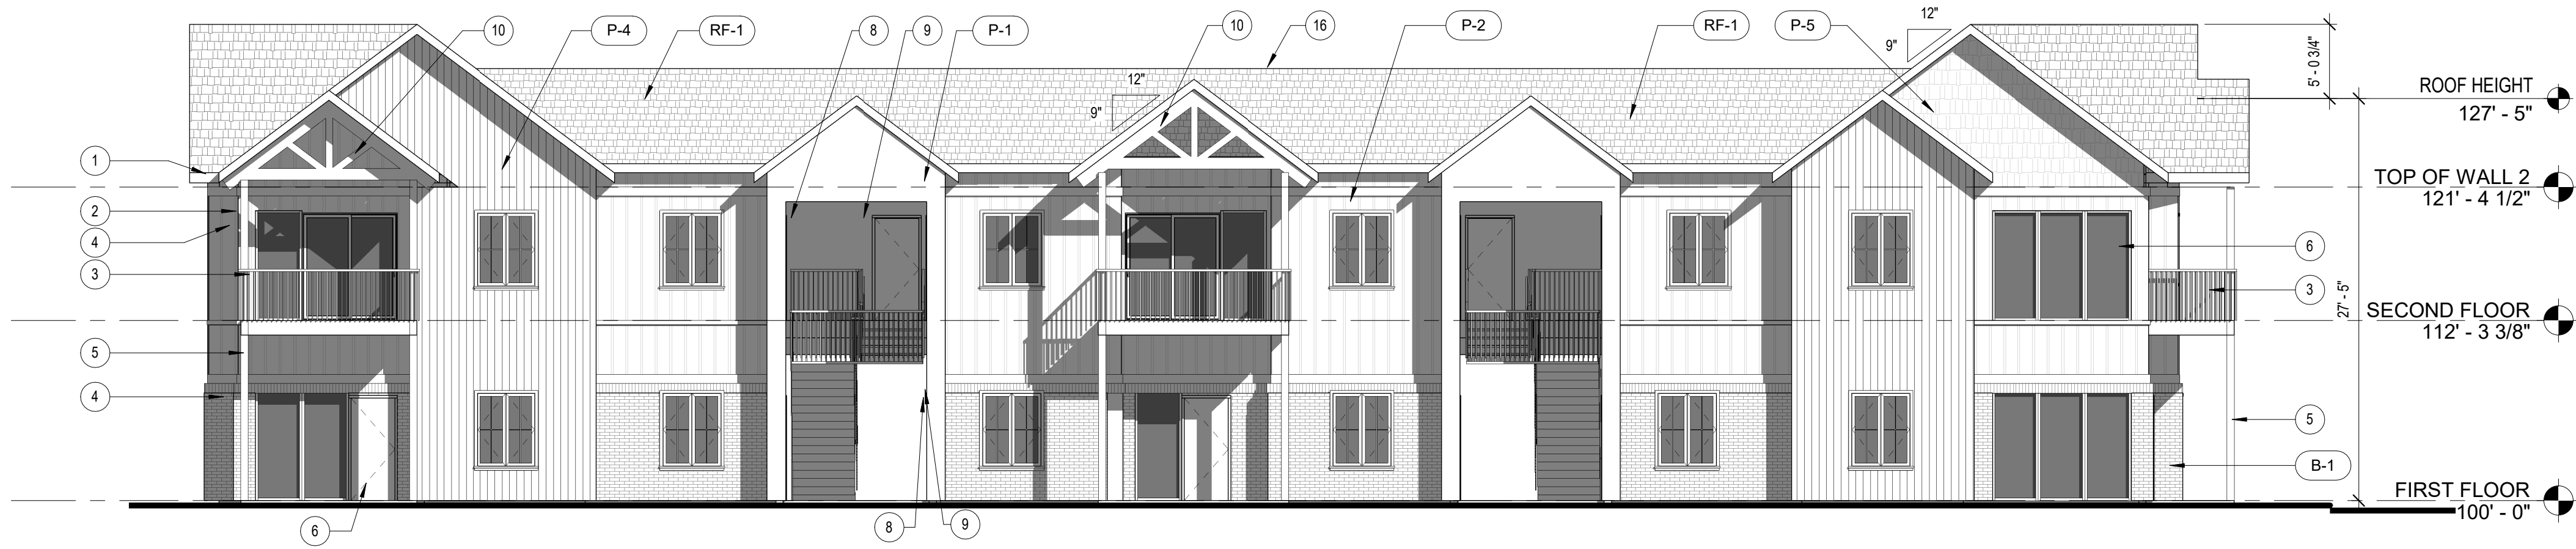 10
P-4
RF-1
8
9
P-1
10
16
P-2
RF-1
P-5
12"
9"
12"
9"
5' - 0 3/4"
ROOF HEIGHT
127' - 5"
1
TOP OF WALL 2
121' - 4 1/2"
2
4
6
3
3
27' - 5"
SECOND FLOOR
112' - 3 3/8"
5
4
5
B-1
FIRST FLOOR
100' - 0"
6
8
9